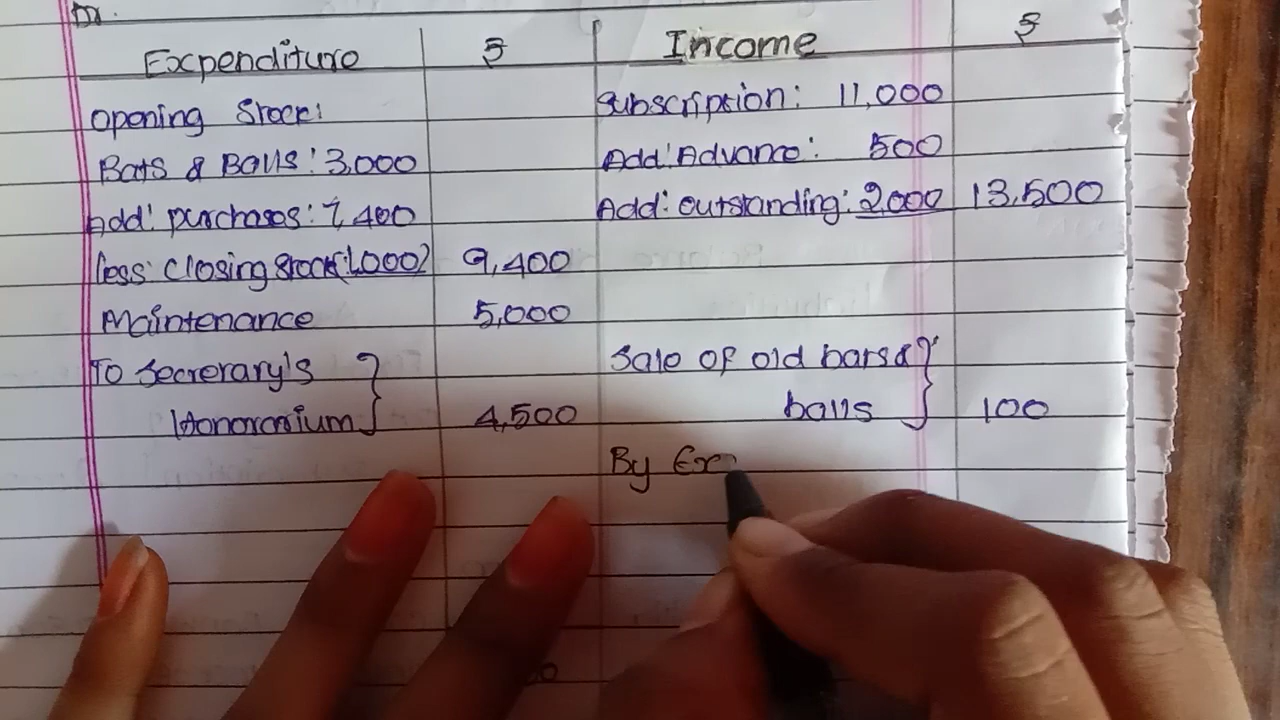 Dr.
Expenditure ₹ Income ₹
Opening Stock: Subscription: 11,000
Bats & Balls: 3,000 Add: Advance: 500
Add: purchases: 7,400 Add: outstanding: 2,000 13,500
less: closing stock (1,000) 9,400
Maintenance 5,000
To Secretary's Sale of old bats &
Honorarium 4,500 balls 100
By Exc